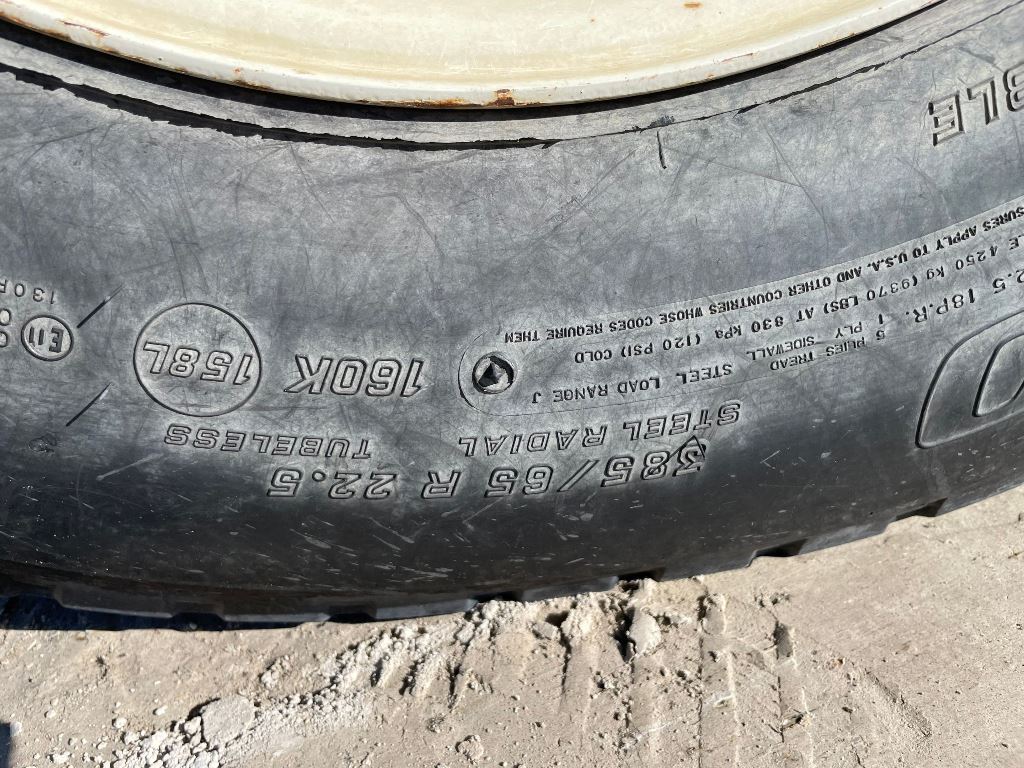 385/65 R 22.5
STEEL RADIAL TUBELESS
160K 158L
2.5 18P.R.
5 PLIES TREAD
1 PLY SIDEWALL
STEEL LOAD RANGE J
4250 kg (9370 LBS) AT 830 kPa (120 PSI) COLD
APPLY TO U.S.A. AND OTHER COUNTRIES WHOSE CODES REQUIRE THEM
E11